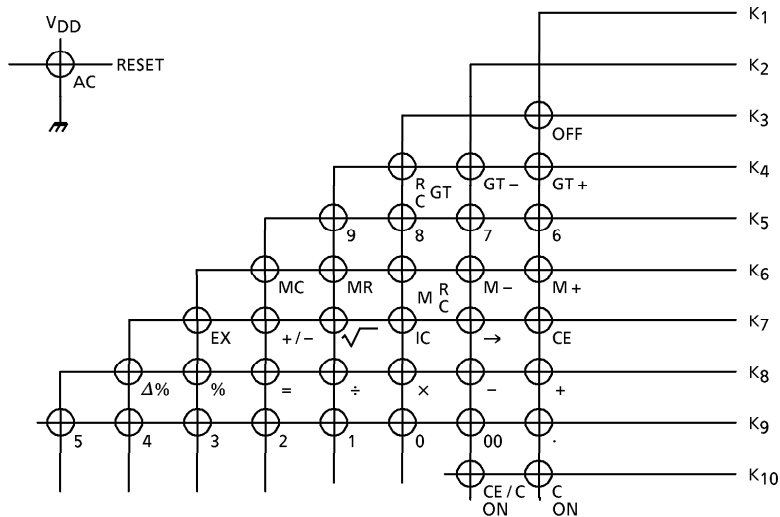 K1
VDD
RESET
K2
AC
K3
OFF
K4
R C GT GT− GT+
K5
9 8 7 6
K6
MC MR M R C M− M+
K7
EX +/− √ IC → CE
K8
Δ% % = ÷ × − +
K9
5 4 3 2 1 0 00 .
K10
CE/C ON C ON